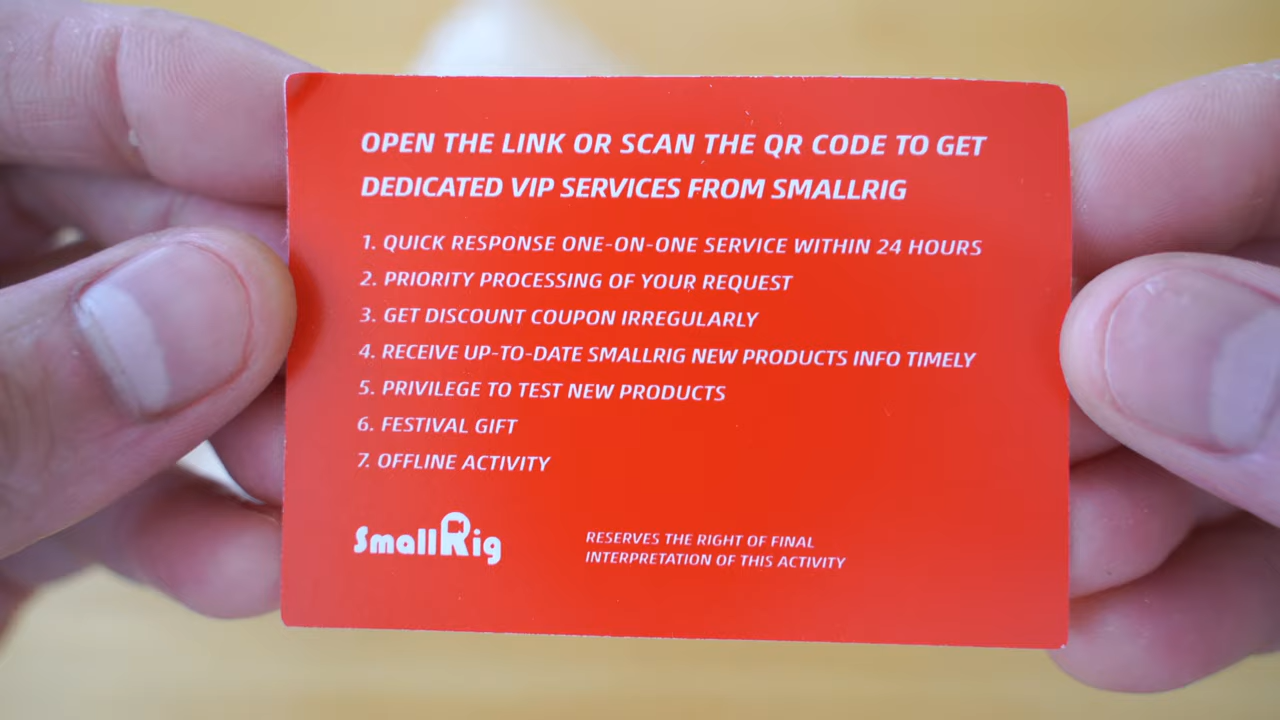 OPEN THE LINK OR SCAN THE QR CODE TO GET
DEDICATED VIP SERVICES FROM SMALLRIG
1. QUICK RESPONSE ONE-ON-ONE SERVICE WITHIN 24 HOURS
2. PRIORITY PROCESSING OF YOUR REQUEST
3. GET DISCOUNT COUPON IRREGULARLY
4. RECEIVE UP-TO-DATE SMALLRIG NEW PRODUCTS INFO TIMELY
5. PRIVILEGE TO TEST NEW PRODUCTS
6. FESTIVAL GIFT
7. OFFLINE ACTIVITY
SmallRig
RESERVES THE RIGHT OF FINAL
INTERPRETATION OF THIS ACTIVITY